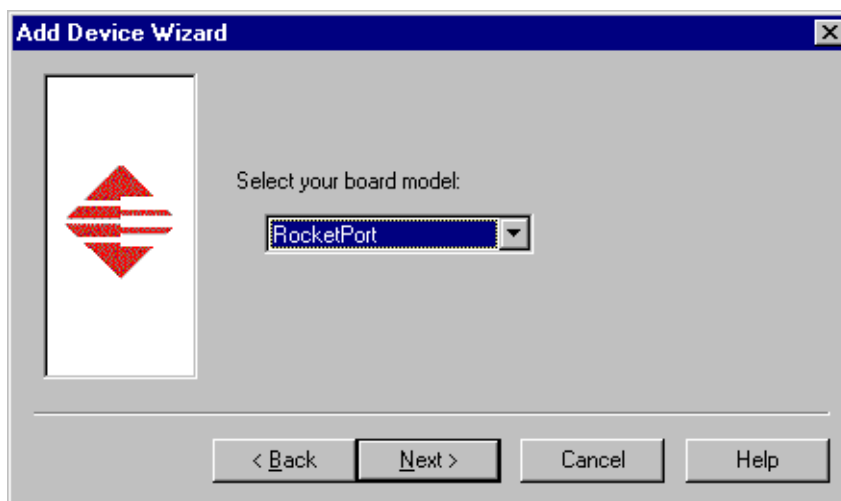 Add Device Wizard
Select your board model:
RocketPort
< Back Next > Cancel Help